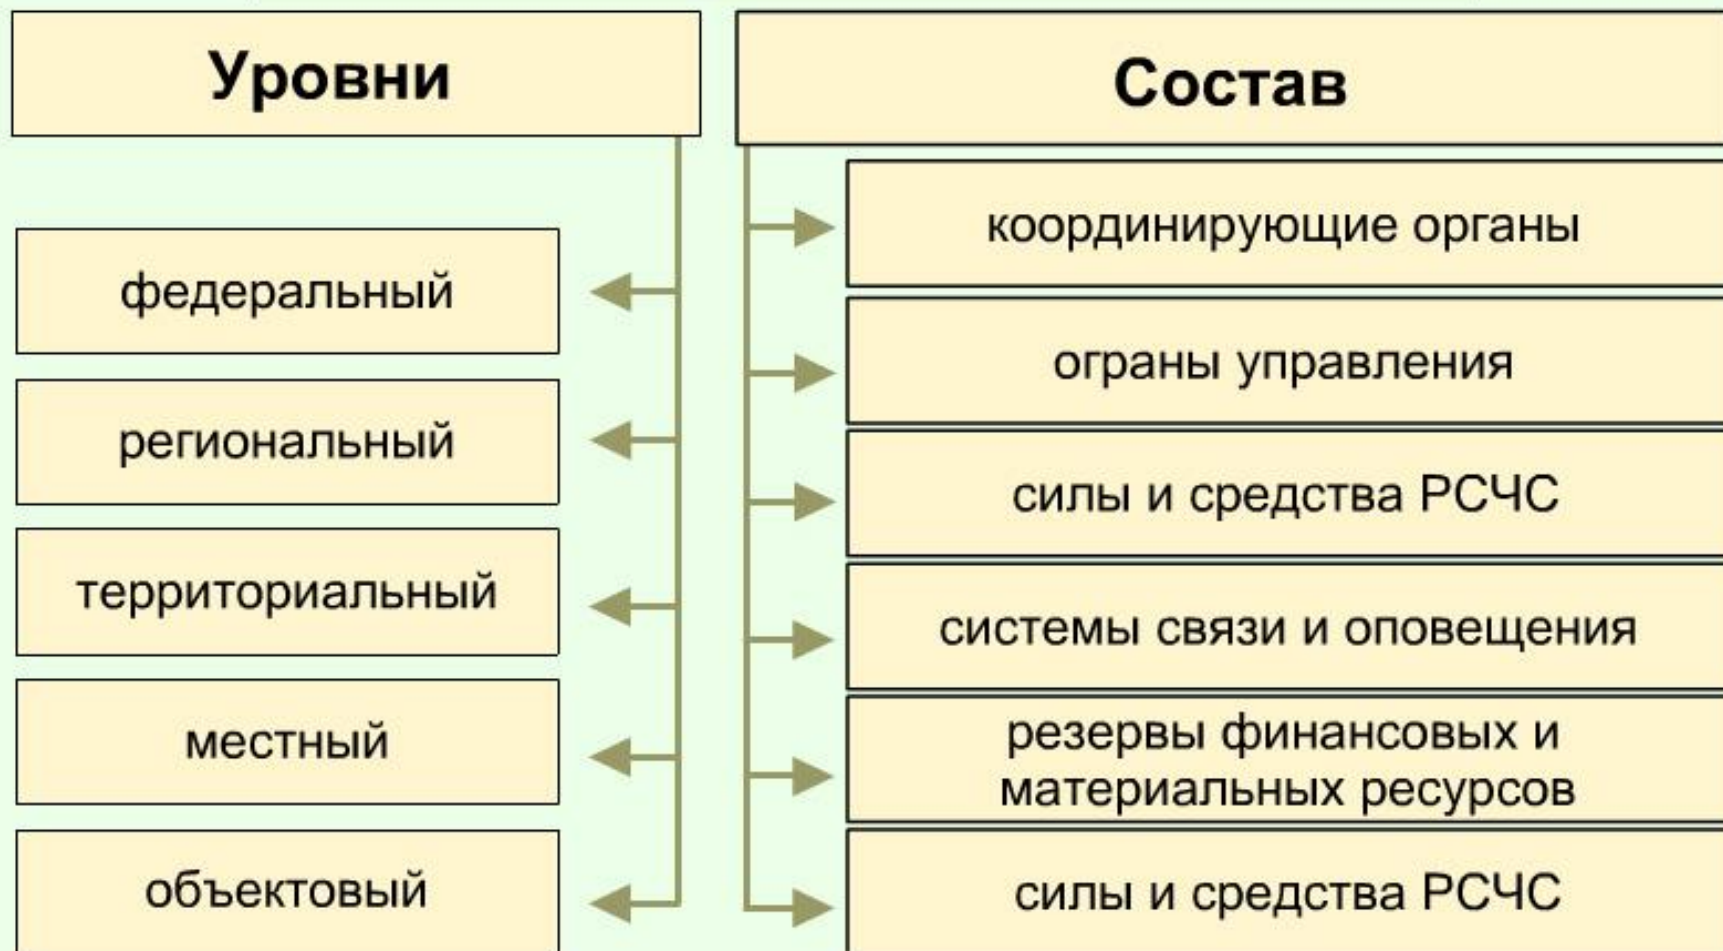 Уровни
федеральный
региональный
территориальный
местный
объектовый
Состав
координирующие органы
ограны управления
силы и средства РСЧС
системы связи и оповещения
резервы финансовых и
материальных ресурсов
силы и средства РСЧС